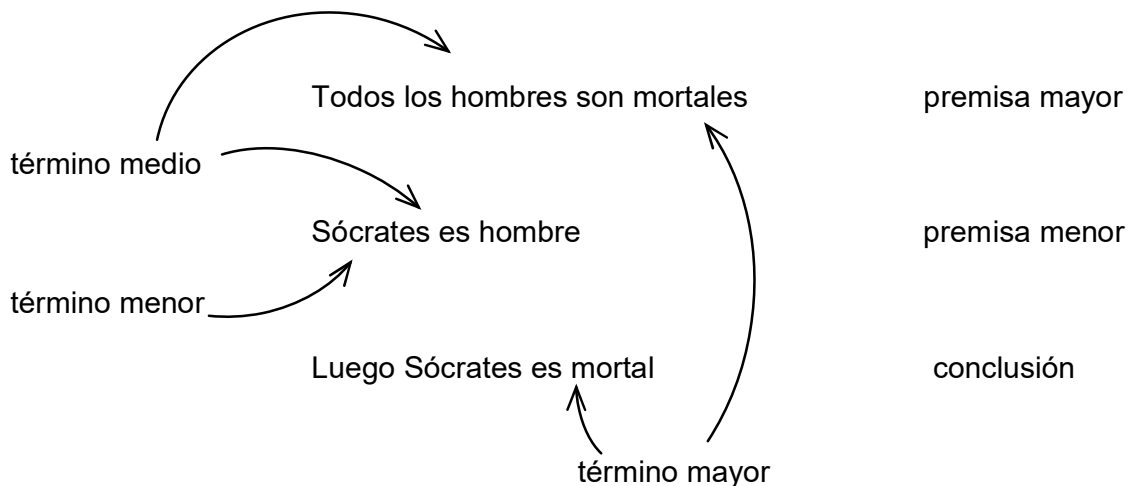 Todos los hombres son mortales premisa mayor
término medio
Sócrates es hombre premisa menor
término menor
Luego Sócrates es mortal conclusión
término mayor